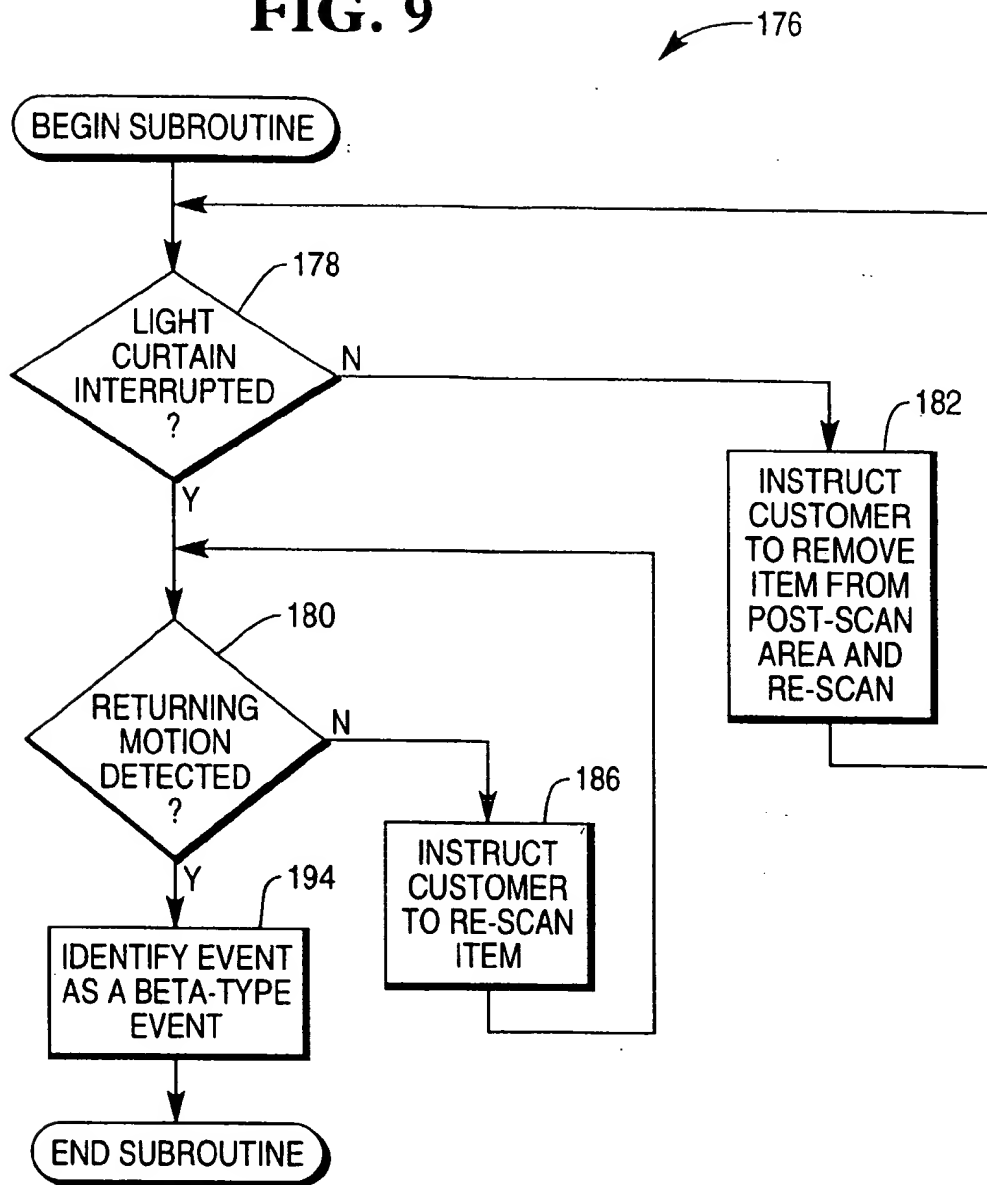 FIG. 9
176
BEGIN SUBROUTINE
178
LIGHT
CURTAIN
INTERRUPTED
?
N
Y
182
INSTRUCT
CUSTOMER
TO REMOVE
ITEM FROM
POST-SCAN
AREA AND
RE-SCAN
180
RETURNING
MOTION
DETECTED
?
N
Y
186
INSTRUCT
CUSTOMER
TO RE-SCAN
ITEM
194
IDENTIFY EVENT
AS A BETA-TYPE
EVENT
END SUBROUTINE